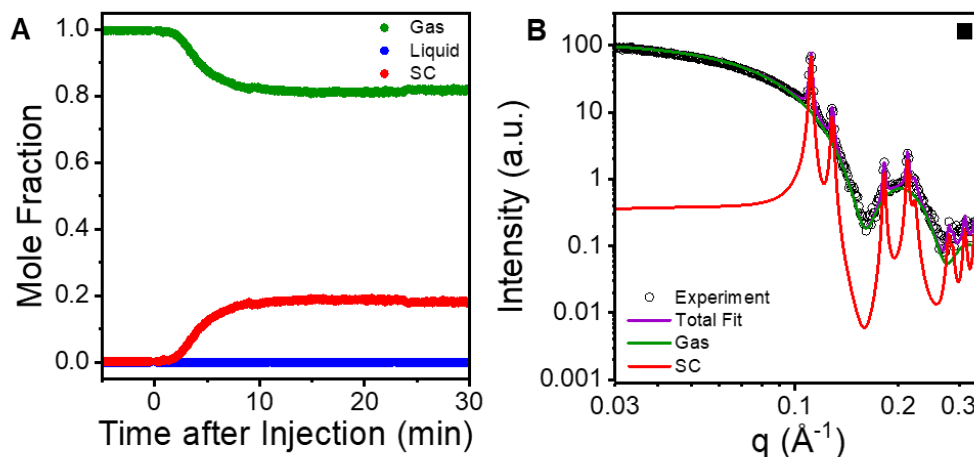 A
Mole Fraction
1.0
0.8
0.6
0.4
0.2
0.0
0
10
20
30
Time after Injection (min)
Gas
Liquid
SC
B
Intensity (a.u.)
100
10
1
0.1
0.01
0.001
0.03
0.1
0.2
0.3
q (Å⁻¹)
Experiment
Total Fit
Gas
SC